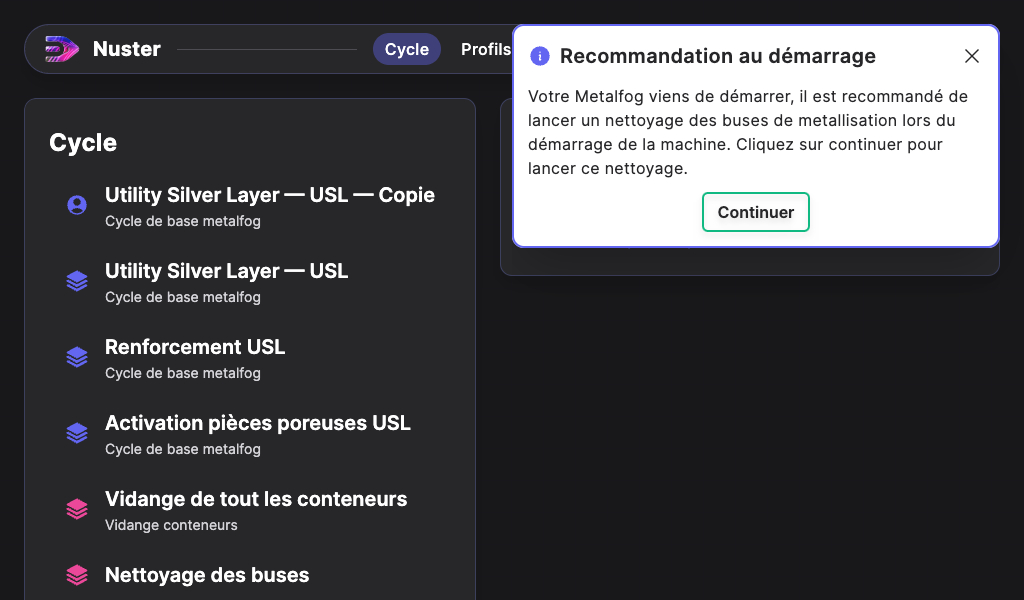 Nuster
Cycle
Profils
Recommandation au démarrage
Votre Metalfog viens de démarrer, il est recommandé de
lancer un nettoyage des buses de metallisation lors du
démarrage de la machine. Cliquez sur continuer pour
lancer ce nettoyage.
Continuer
Cycle
Utility Silver Layer — USL — Copie
Cycle de base metalfog
Utility Silver Layer — USL
Cycle de base metalfog
Renforcement USL
Cycle de base metalfog
Activation pièces poreuses USL
Cycle de base metalfog
Vidange de tout les conteneurs
Vidange conteneurs
Nettoyage des buses